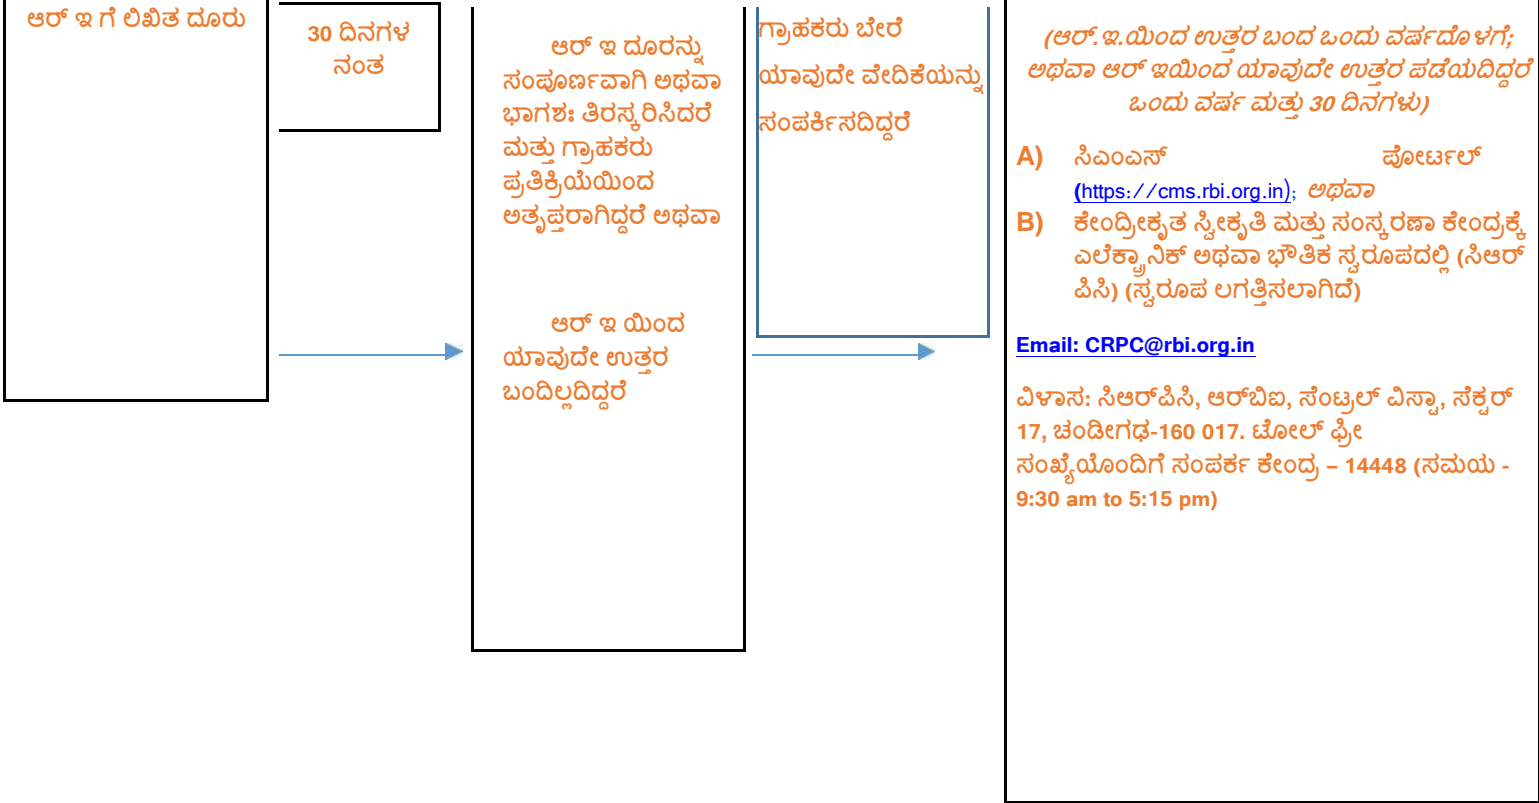 ಆರ್ ಇ ಗೆ ಲಿಖಿತ ದೂರು
30 ದಿನಗಳ
ನಂತ
ಆರ್ ಇ ದೂರನ್ನು
ಸಂಪೂರ್ಣವಾಗಿ ಅಥವಾ
ಭಾಗಶಃ ತಿರಸ್ಕರಿಸಿದರೆ
ಮತ್ತು ಗ್ರಾಹಕರು
ಪ್ರತಿಕ್ರಿಯೆಯಿಂದ
ಅತೃಪ್ತರಾಗಿದ್ದರೆ ಅಥವಾ
ಆರ್ ಇ ಯಿಂದ
ಯಾವುದೇ ಉತ್ತರ
ಬಂದಿಲ್ಲದಿದ್ದರೆ
ಗ್ರಾಹಕರು ಬೇರೆ
ಯಾವುದೇ ವೇದಿಕೆಯನ್ನು
ಸಂಪರ್ಕಿಸದಿದ್ದರೆ
(ಆರ್.ಇ.ಯಿಂದ ಉತ್ತರ ಬಂದ ಒಂದು ವರ್ಷದೊಳಗೆ;
ಅಥವಾ ಆರ್ ಇಯಿಂದ ಯಾವುದೇ ಉತ್ತರ ಪಡೆಯದಿದ್ದರೆ
ಒಂದು ವರ್ಷ ಮತ್ತು 30 ದಿನಗಳು)
A) ಸಿಎಂಎಸ್ ಪೋರ್ಟಲ್
(https://cms.rbi.org.in); ಅಥವಾ
B) ಕೇಂದ್ರೀಕೃತ ಸ್ವೀಕೃತಿ ಮತ್ತು ಸಂಸ್ಕರಣಾ ಕೇಂದ್ರಕ್ಕೆ
ಎಲೆಕ್ಟ್ರಾನಿಕ್ ಅಥವಾ ಭೌತಿಕ ಸ್ವರೂಪದಲ್ಲಿ (ಸಿಆರ್
ಪಿಸಿ) (ಸ್ವರೂಪ ಲಗತ್ತಿಸಲಾಗಿದೆ)
Email: CRPC@rbi.org.in
ವಿಳಾಸ: ಸಿಆರ್‌ಪಿಸಿ, ಆರ್‌ಬಿಐ, ಸೆಂಟ್ರಲ್ ವಿಸ್ಟಾ, ಸೆಕ್ಟರ್
17, ಚಂಡೀಗಢ-160 017. ಟೋಲ್ ಫ್ರೀ
ಸಂಖ್ಯೆಯೊಂದಿಗೆ ಸಂಪರ್ಕ ಕೇಂದ್ರ – 14448 (ಸಮಯ -
9:30 am to 5:15 pm)